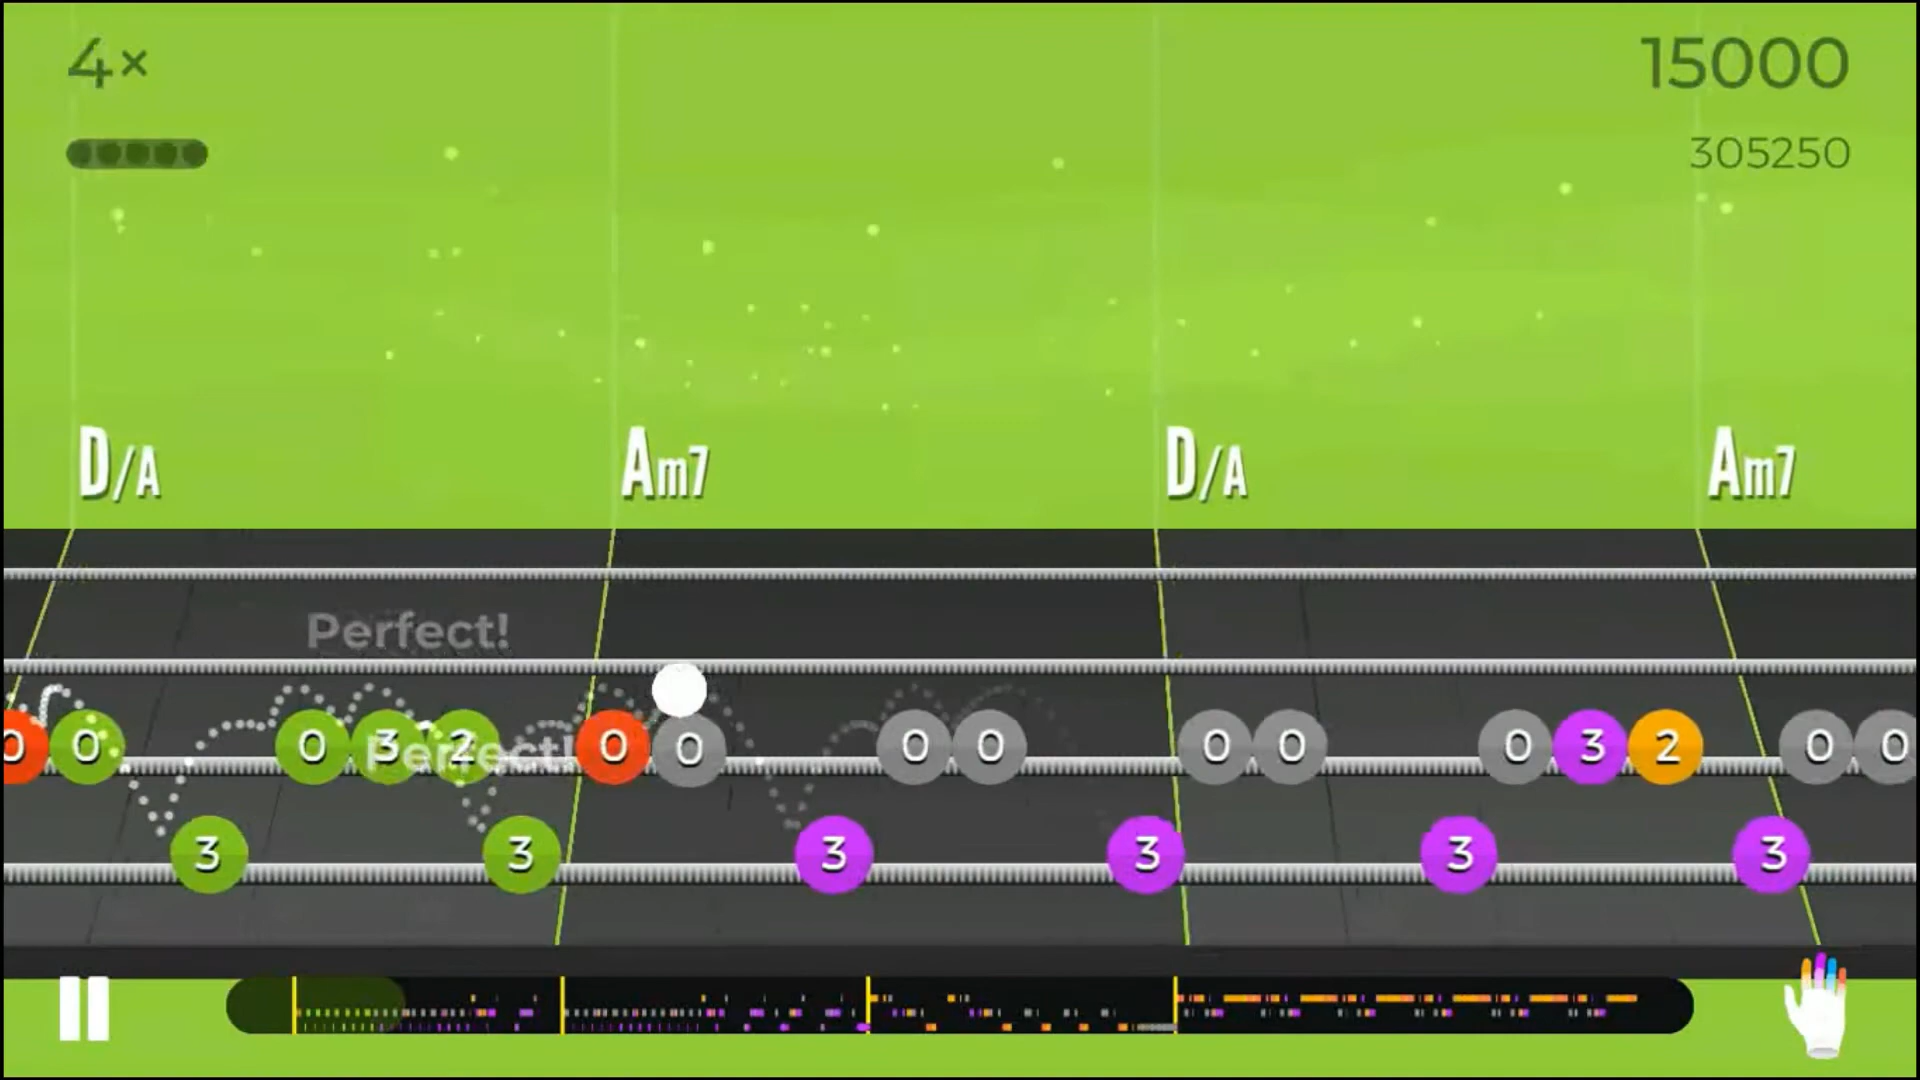 4× 15000
305250
D/A Am7 D/A Am7
Perfect!
0 0 0 3 2 0 0 0 0 0 0 0 3 2 0 0
Perfect!
3 3 3 3 3 3